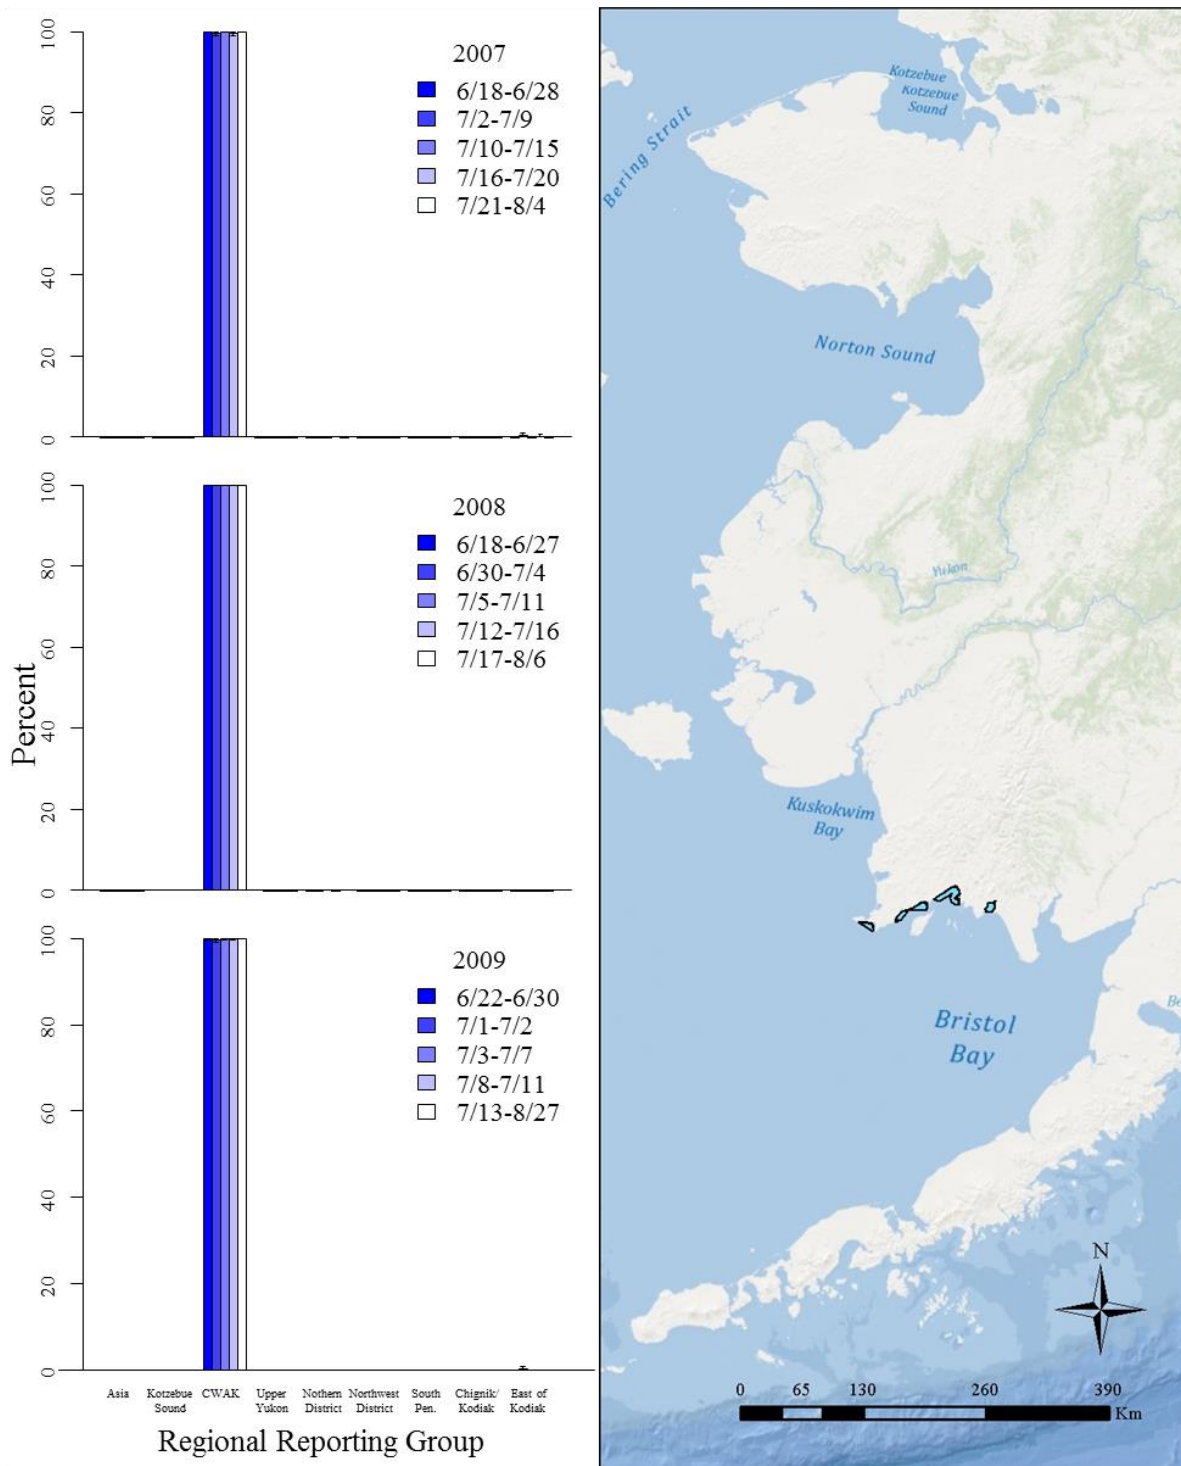 Percent
100
80
60
40
20
0
2007
6/18-6/28
7/2-7/9
7/10-7/15
7/16-7/20
7/21-8/4
100
80
60
40
20
0
2008
6/18-6/27
6/30-7/4
7/5-7/11
7/12-7/16
7/17-8/6
100
80
60
40
20
0
2009
6/22-6/30
7/1-7/2
7/3-7/7
7/8-7/11
7/13-8/27
Asia
Kotzebue
Sound
CWAK
Upper
Yukon
Nothern
District
Northwest
District
South
Pen.
Chignik/
Kodiak
East of
Kodiak
Regional Reporting Group
Kotzebue
Kotzebue
Sound
Bering Strait
Norton Sound
Yukon
Kuskokwim
Bay
Bristol
Bay
Be
N
0 65 130 260 390
Km